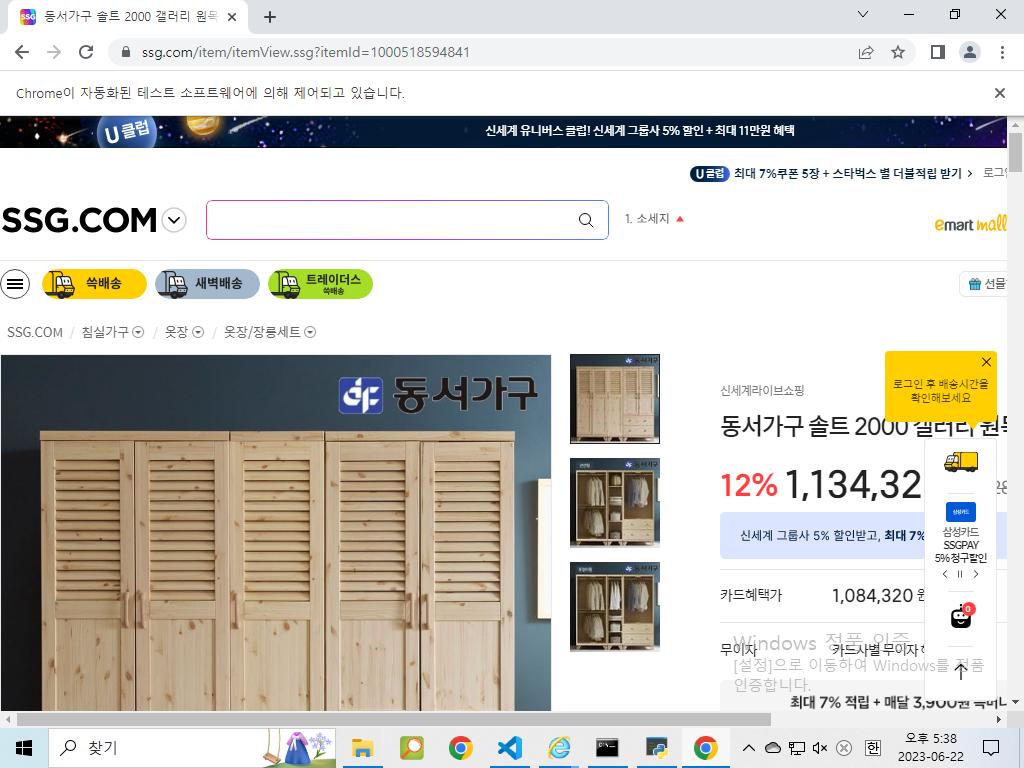 동서가구 솔트 2000 갤러리 원목
ssg.com/item/itemView.ssg?itemId=1000518594841
Chrome이 자동화된 테스트 소프트웨어에 의해 제어되고 있습니다.
U 클럽
신세계 유니버스 클럽! 신세계 그룹사 5% 할인 + 최대 11만원 혜택
U 클럽 최대 7%쿠폰 5장 + 스타벅스 별 더블적립 받기 > 로그인
SSG.COM
1. 소세지
emart mall
쓱배송
새벽배송
트레이더스
쓱배송
선물
SSG.COM / 침실가구 / 옷장 / 옷장/장롱세트
동서가구
신세계라이브쇼핑
로그인 후 배송시간을
확인해보세요
동서가구 솔트 2000 갤러리 원목
12% 1,134,32
신세계 그룹사 5% 할인받고, 최대 7%
삼성카드
삼성카드
SSGPAY
5% 청구할인
카드혜택가 1,084,320 원
0
무이자 카드사별 무이자
Windows 정품 인증
[설정]으로 이동하여 Windows를 정품
인증합니다.
최대 7% 적립 + 매달 3,900원 복머니
찾기
오후 5:38
한
2023-06-22